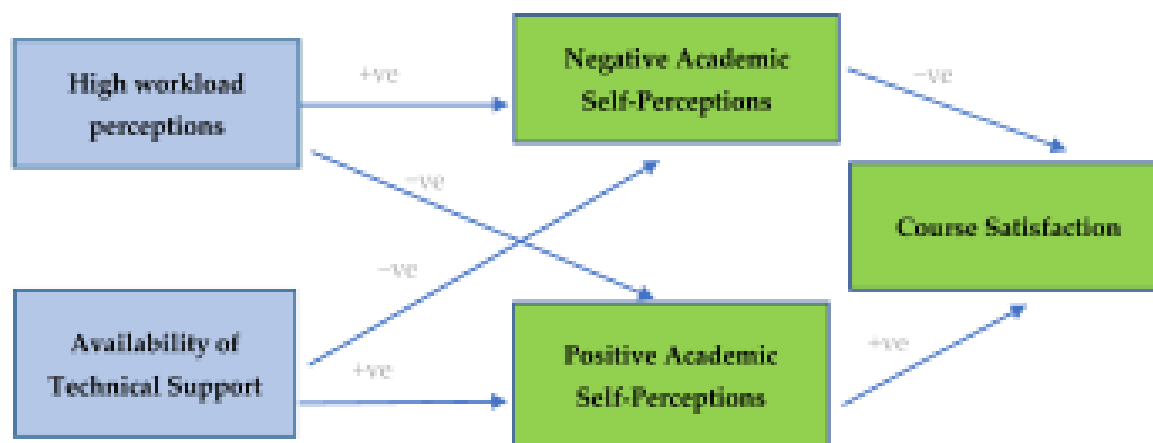 High workload
perceptions
+ve
Negative Academic
Self-Perceptions
−ve
−ve
Course Satisfaction
−ve
Availability of
Technical Support
+ve
Positive Academic
Self-Perceptions
+ve